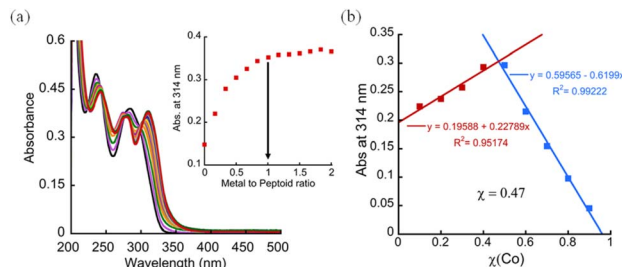 (a)
0.6
0.45
0.3
0.15
0
Absorbance
200 250 300 350 400 450 500
Wavelength (nm)
0.4
0.3
0.2
0.1
Abs. at 314 nm
0 0.5 1 1.5 2
Metal to Peptoid ratio
(b)
0.35
0.3
0.25
0.2
0.15
0.1
0.05
0
Abs at 314 nm
y = 0.59565 - 0.6199x
R²= 0.99222
y = 0.19588 + 0.22789x
R²= 0.95174
χ = 0.47
0 0.2 0.4 0.6 0.8 1
χ(Co)